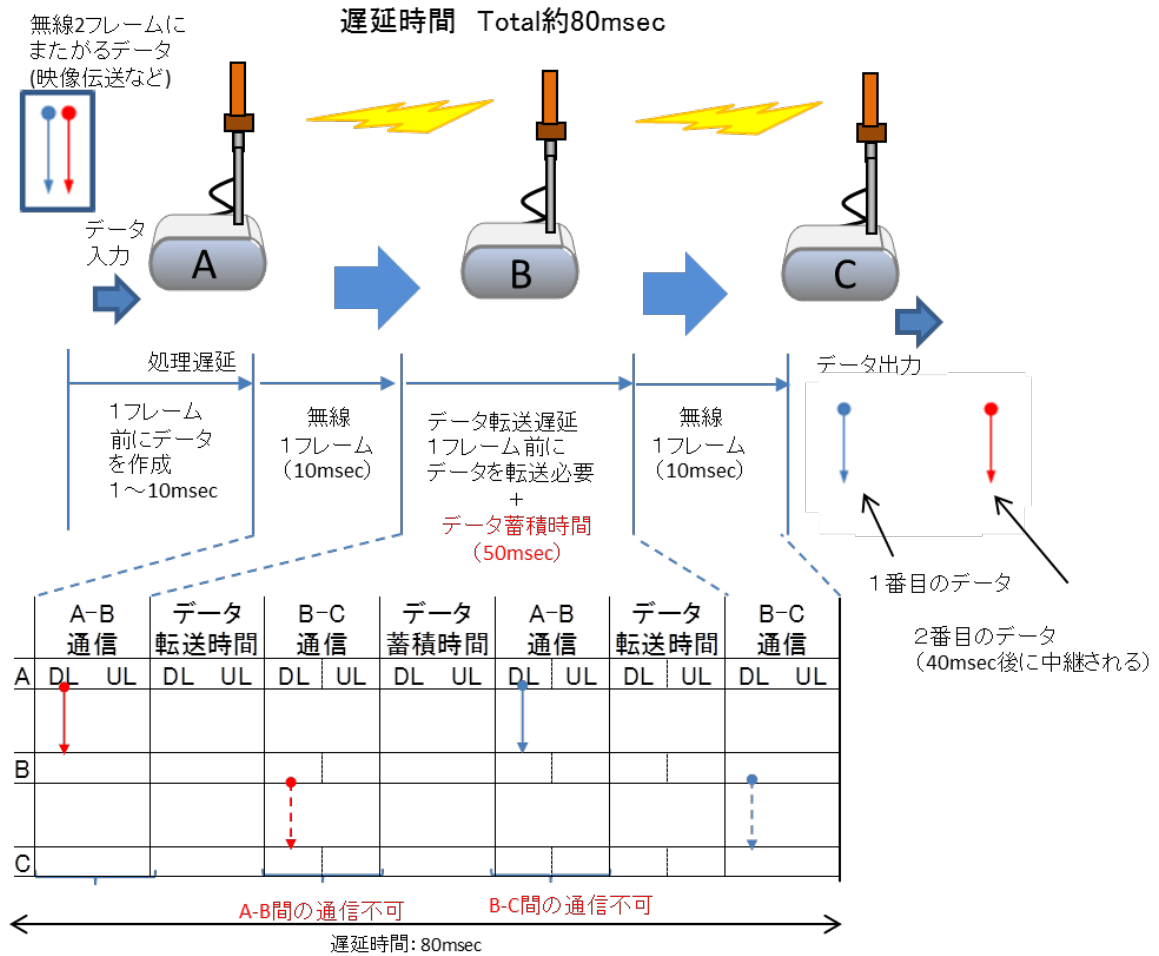 遅延時間 Total約80msec
無線2フレームに
またがるデータ
(映像伝送など)
データ
入力
A
B
C
処理遅延
1フレーム
前にデータ
を作成
1～10msec
無線
1フレーム
(10msec)
データ転送遅延
1フレーム前に
データを転送必要
+
データ蓄積時間
(50msec)
無線
1フレーム
(10msec)
データ出力
1番目のデータ
2番目のデータ
(40msec後に中継される)
A-B 通信 データ 転送時間 B-C 通信 データ 蓄積時間 A-B 通信 データ 転送時間 B-C 通信
A DL UL DL UL DL UL DL UL DL UL DL UL DL UL
B
C
A-B間の通信不可 B-C間の通信不可
遅延時間: 80msec